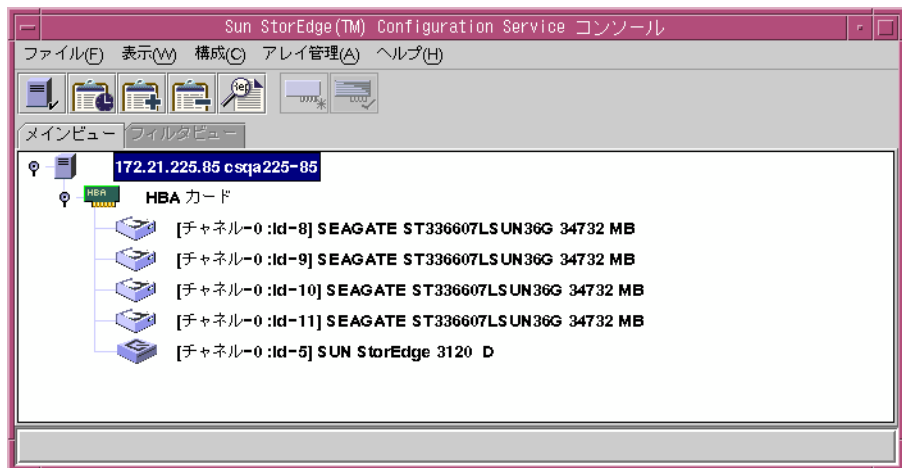 Sun StorEdge(TM) Configuration Service コンソール
ファイル(F) 表示(W) 構成(C) アレイ管理(A) ヘルプ(H)
メインビュー フィルタビュー
172.21.225.85 csqa225-85
HBA HBA カード
[チャネル-0 :Id-8] SEAGATE ST336607LSUN36G 34732 MB
[チャネル-0 :Id-9] SEAGATE ST336607LSUN36G 34732 MB
[チャネル-0 :Id-10] SEAGATE ST336607LSUN36G 34732 MB
[チャネル-0 :Id-11] SEAGATE ST336607LSUN36G 34732 MB
[チャネル-0 :Id-5] SUN StorEdge 3120 D